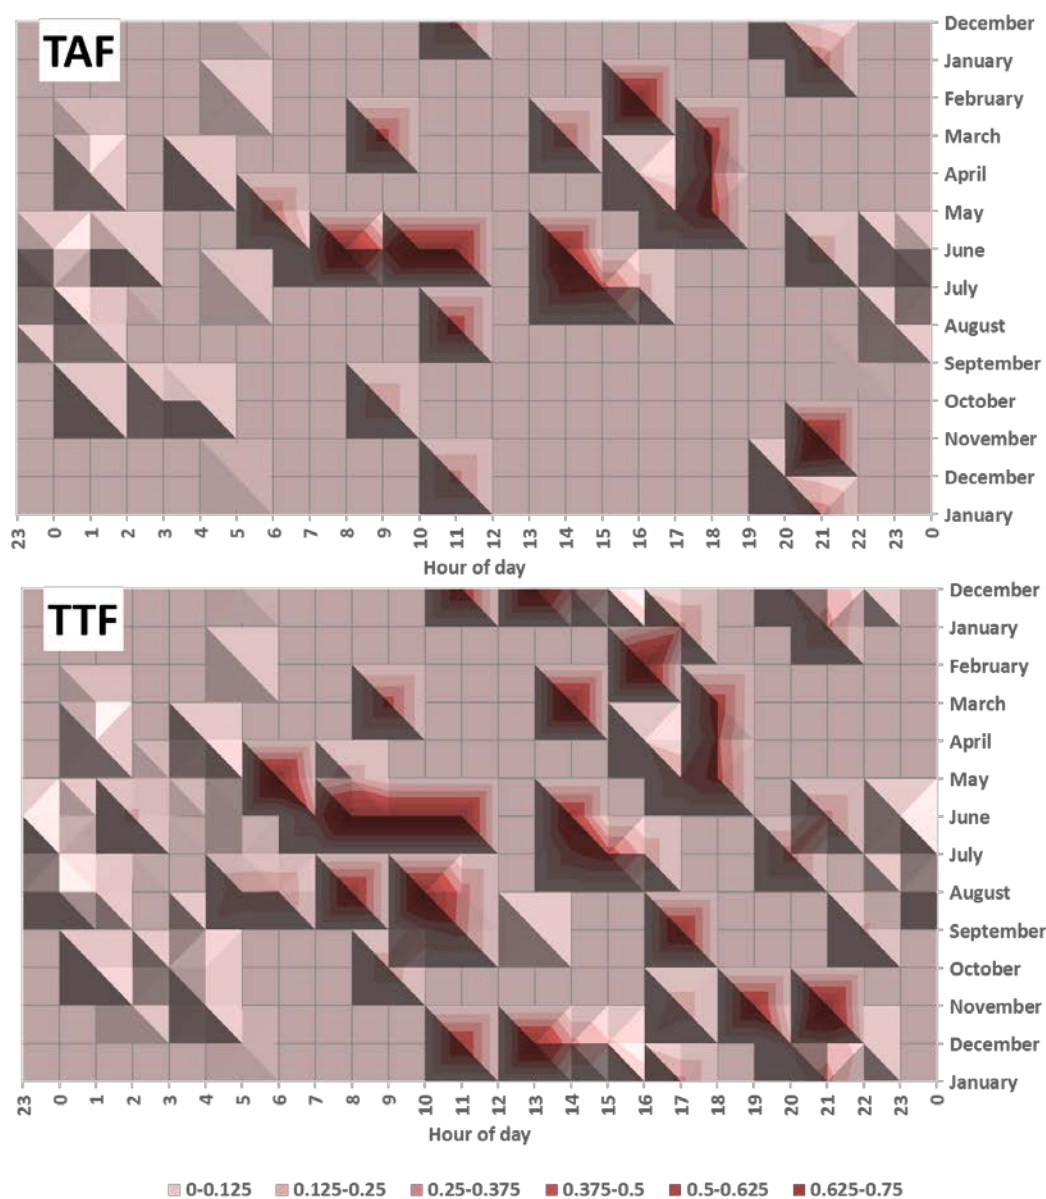 TAF
December
January
February
March
April
May
June
July
August
September
October
November
December
January
23 0 1 2 3 4 5 6 7 8 9 10 11 12 13 14 15 16 17 18 19 20 21 22 23 0
Hour of day
TTF
December
January
February
March
April
May
June
July
August
September
October
November
December
January
23 0 1 2 3 4 5 6 7 8 9 10 11 12 13 14 15 16 17 18 19 20 21 22 23 0
Hour of day
0-0.125 0.125-0.25 0.25-0.375 0.375-0.5 0.5-0.625 0.625-0.75